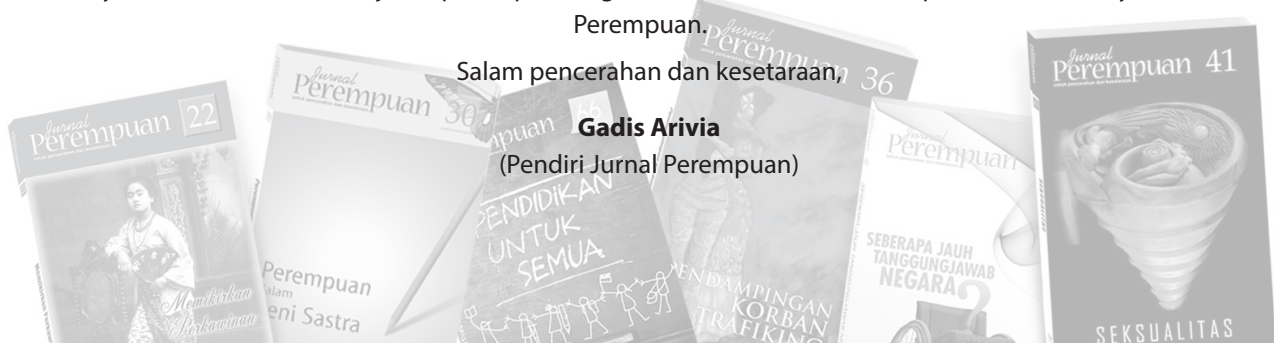 Perempuan.
Salam pencerahan dan kesetaraan,
Gadis Arivia
(Pendiri Jurnal Perempuan)
Jurnal
Perempuan 22
Memikirkan
Perkawinan
Jurnal
Perempuan 30
Perempuan
dalam
Seni Sastra
66
PENDIDIKAN
UNTUK
SEMUA
Jurnal
Perempuan 36
PENDAMPINGAN
KORBAN
TRAFIKING
Jurnal
Perempuan
SEBERAPA JAUH
TANGGUNGJAWAB
NEGARA?
Jurnal
Perempuan 41
SEKSUALITAS